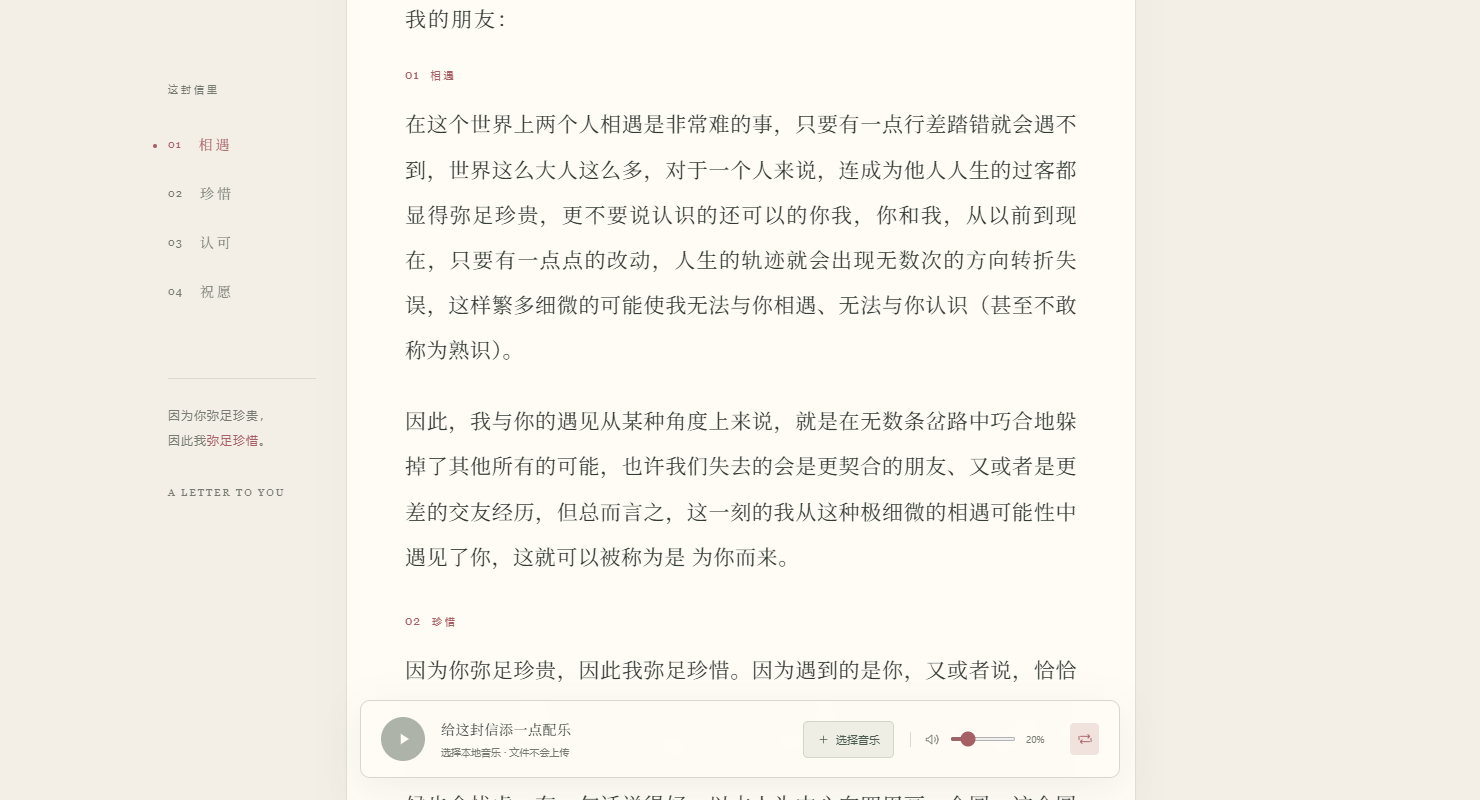 我的朋友：
这封信里
01 相遇
02 珍惜
03 认可
04 祝愿
因为你弥足珍贵，
因此我弥足珍惜。
A LETTER TO YOU
01 相遇
在这个世界上两个人相遇是非常难的事，只要有一点行差踏错就会遇不
到，世界这么大人这么多，对于一个人来说，连成为他人人生的过客都
显得弥足珍贵，更不要说认识的还可以的你我，你和我，从以前到现
在，只要有一点点的改动，人生的轨迹就会出现无数次的方向转折失
误，这样繁多细微的可能使我无法与你相遇、无法与你认识（甚至不敢
称为熟识）。
因此，我与你的遇见从某种角度上来说，就是在无数条岔路中巧合地躲
掉了其他所有的可能，也许我们失去的会是更契合的朋友、又或者是更
差的交友经历，但总而言之，这一刻的我从这种极细微的相遇可能性中
遇见了你，这就可以被称为是 为你而来。
02 珍惜
因为你弥足珍贵，因此我弥足珍惜。因为遇到的是你，又或者说，恰恰
给这封信添一点配乐
选择本地音乐 · 文件不会上传
＋ 选择音乐
20%